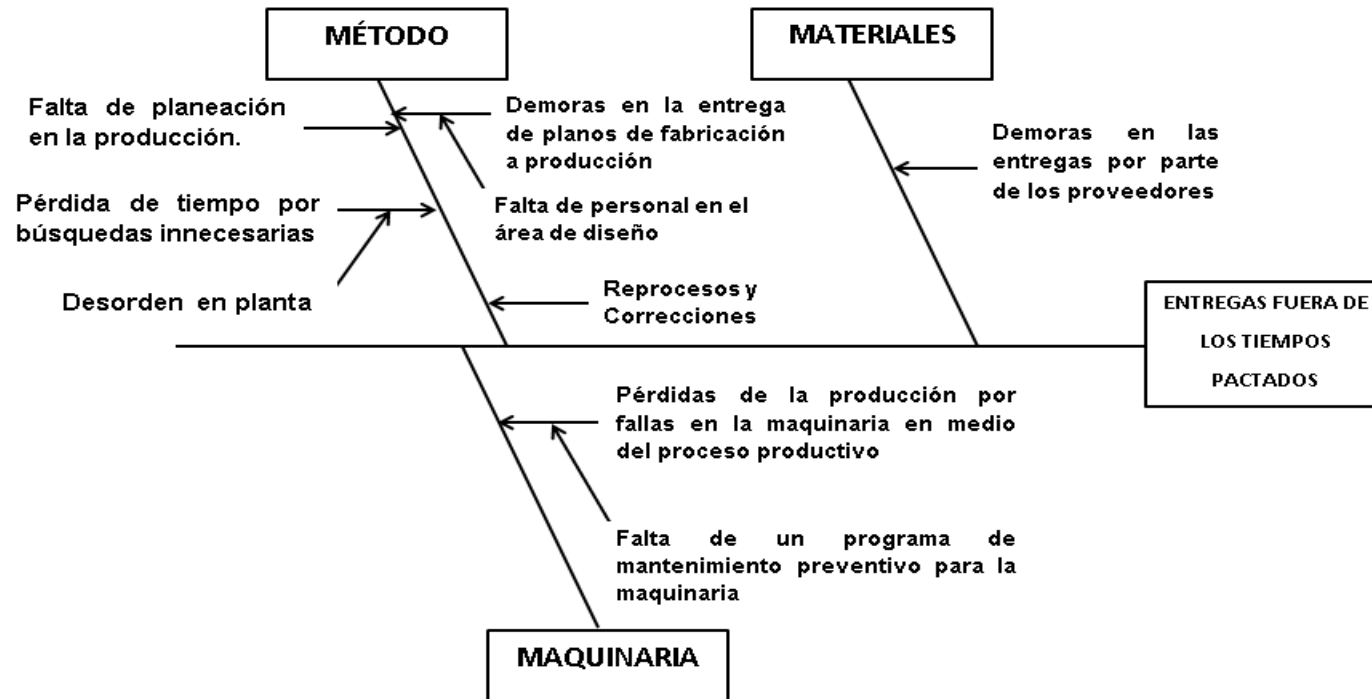 MÉTODO
MATERIALES
Falta de planeación
en la producción.
Demoras en la entrega
de planos de fabricación
a producción
Demoras en las
entregas por parte
de los proveedores
Pérdida de tiempo por
búsquedas innecesarias
Falta de personal en el
área de diseño
Desorden en planta
Reprocesos y
Correcciones
ENTREGAS FUERA DE
LOS TIEMPOS
PACTADOS
Pérdidas de la producción por
fallas en la maquinaria en medio
del proceso productivo
Falta de un programa de
mantenimiento preventivo para la
maquinaria
MAQUINARIA